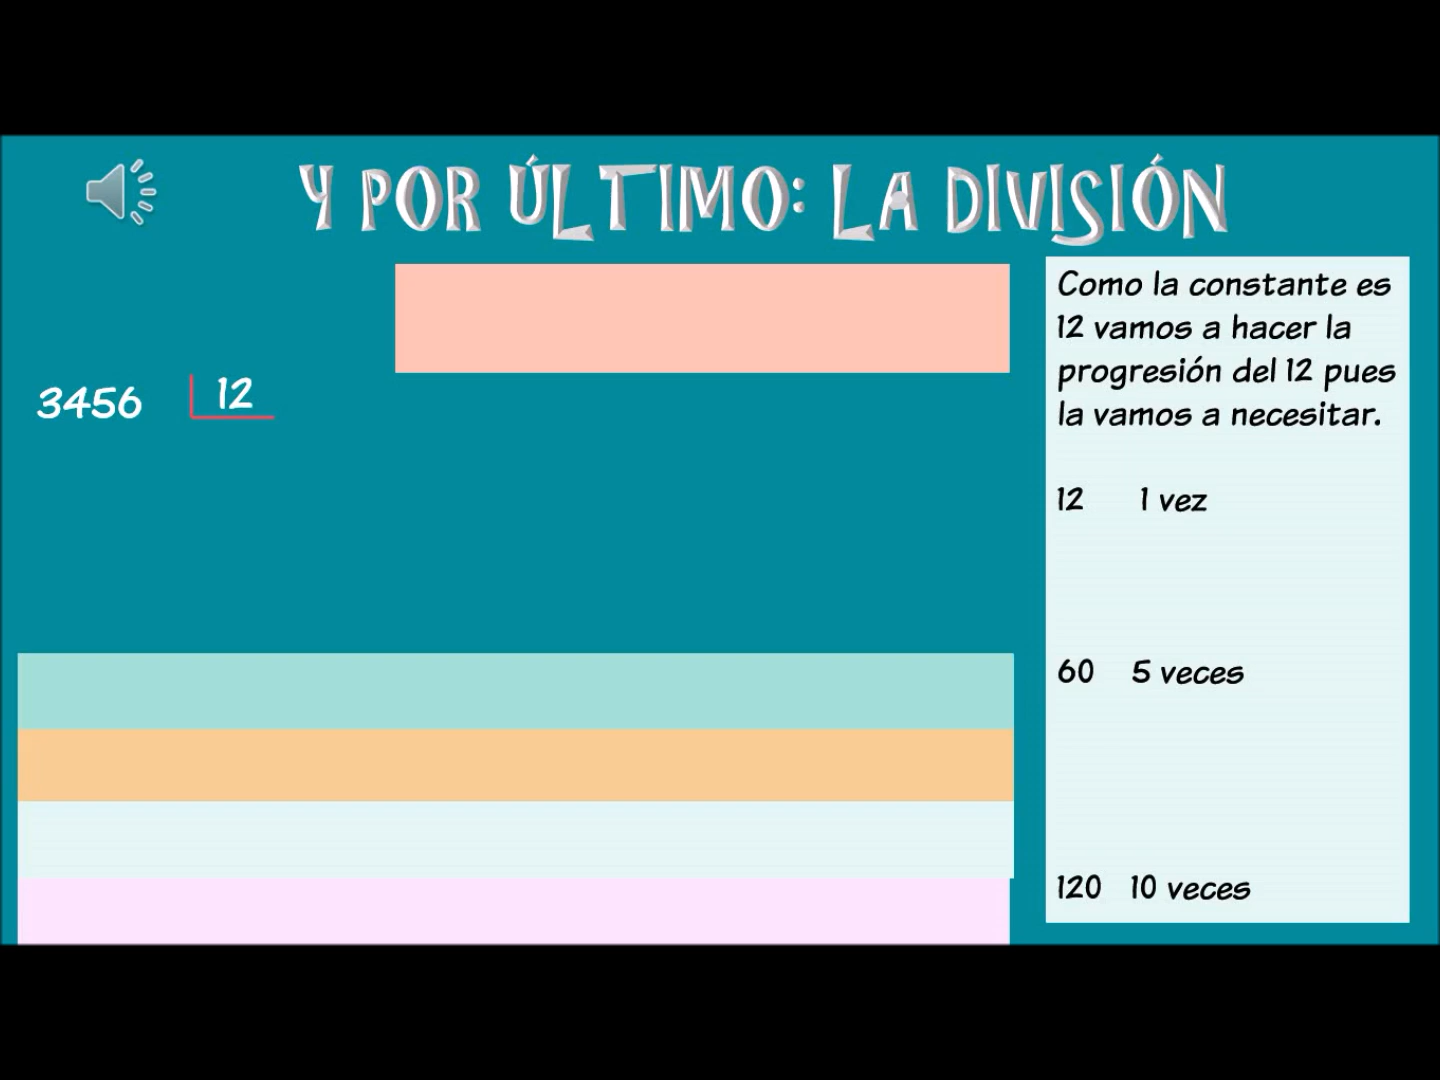 Y POR ÚLTIMO: LA DIVISIÓN
3456 12
Como la constante es
12 vamos a hacer la
progresión del 12 pues
la vamos a necesitar.
12 1 vez
60 5 veces
120 10 veces